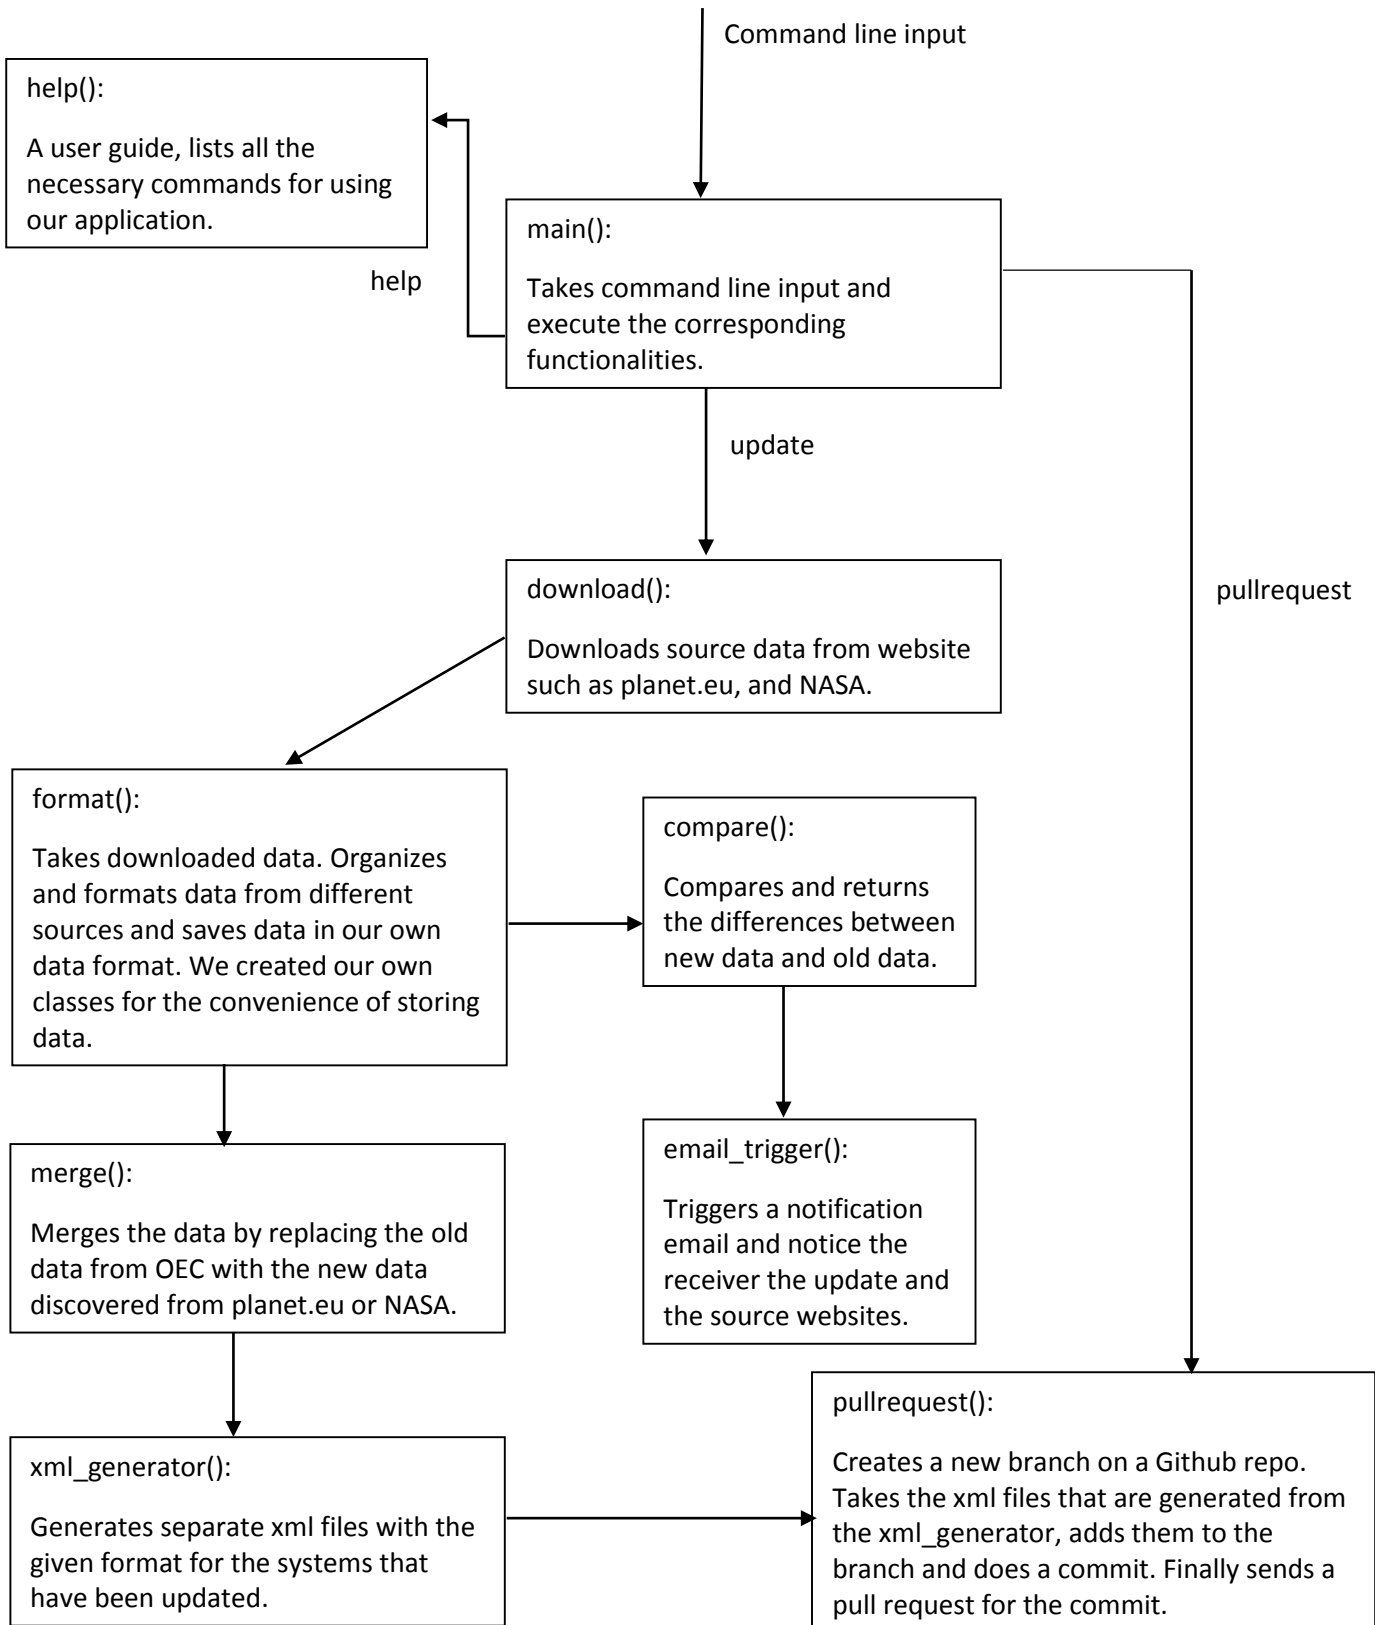 Command line input
help():
A user guide, lists all the
necessary commands for using
our application.
help
main():
Takes command line input and
execute the corresponding
functionalities.
update
pullrequest
download():
Downloads source data from website
such as planet.eu, and NASA.
format():
Takes downloaded data. Organizes
and formats data from different
sources and saves data in our own
data format. We created our own
classes for the convenience of storing
data.
compare():
Compares and returns
the differences between
new data and old data.
merge():
Merges the data by replacing the old
data from OEC with the new data
discovered from planet.eu or NASA.
email_trigger():
Triggers a notification
email and notice the
receiver the update and
the source websites.
xml_generator():
Generates separate xml files with the
given format for the systems that
have been updated.
pullrequest():
Creates a new branch on a Github repo.
Takes the xml files that are generated from
the xml_generator, adds them to the
branch and does a commit. Finally sends a
pull request for the commit.